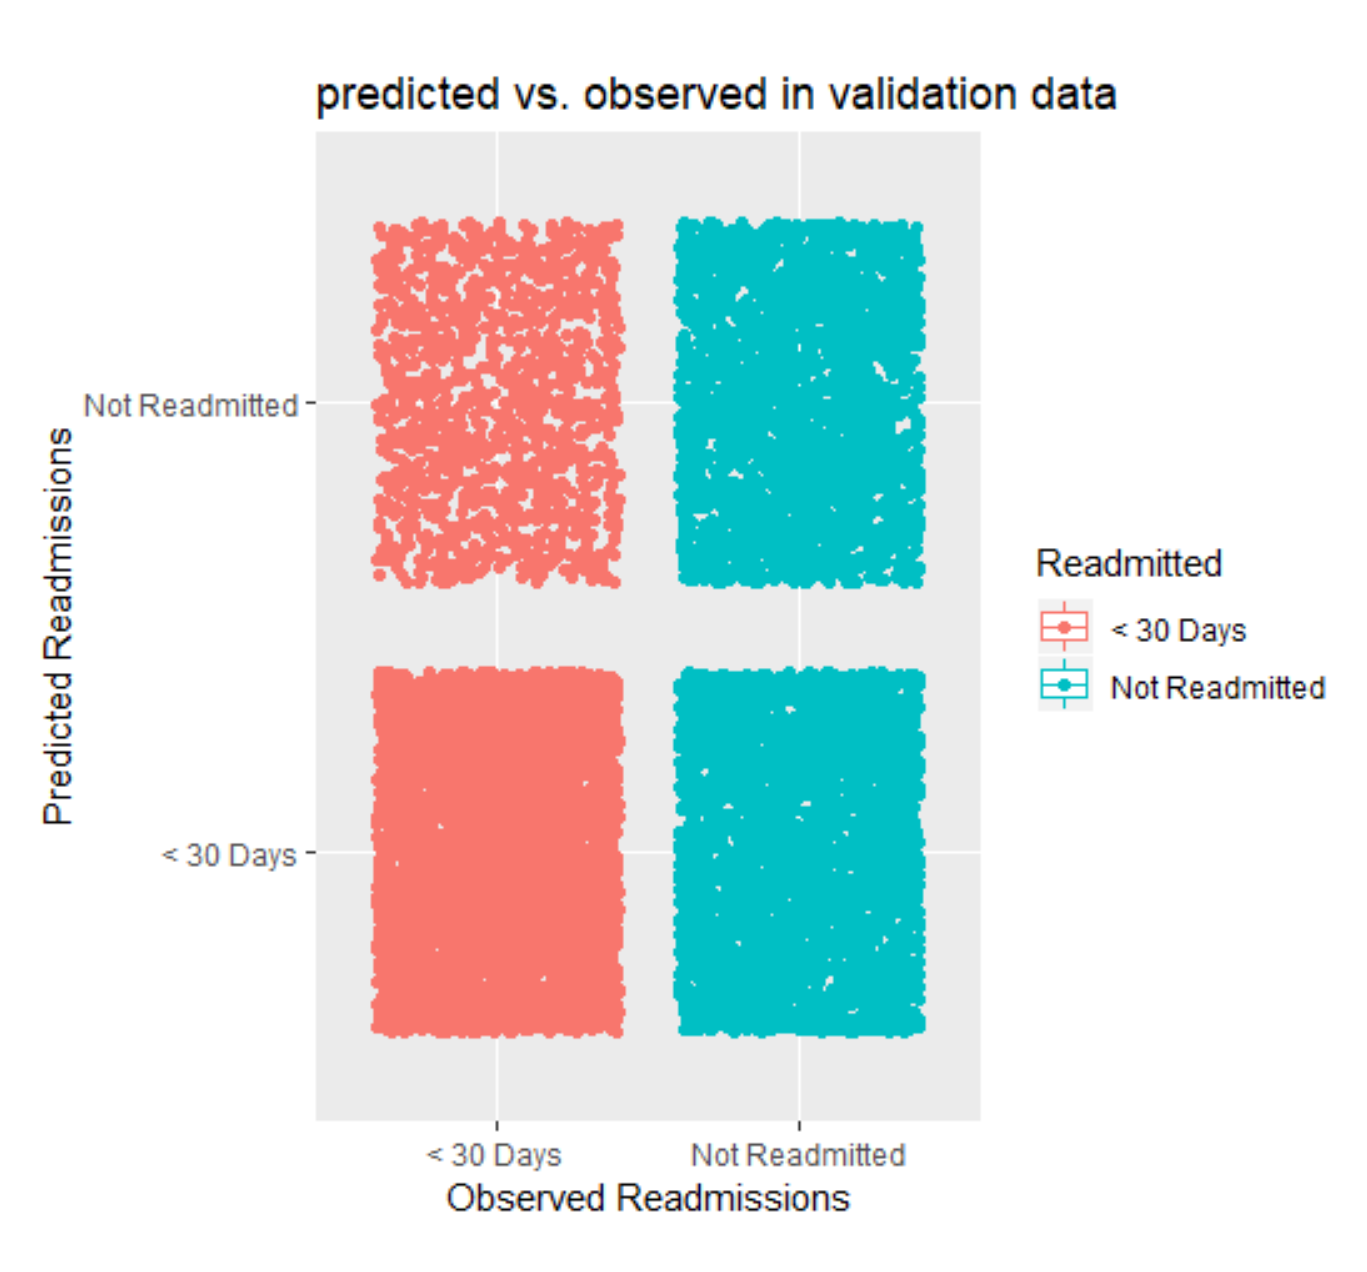 predicted vs. observed in validation data
Predicted Readmissions
Not Readmitted
< 30 Days
< 30 Days
Not Readmitted
Observed Readmissions
Readmitted
< 30 Days
Not Readmitted